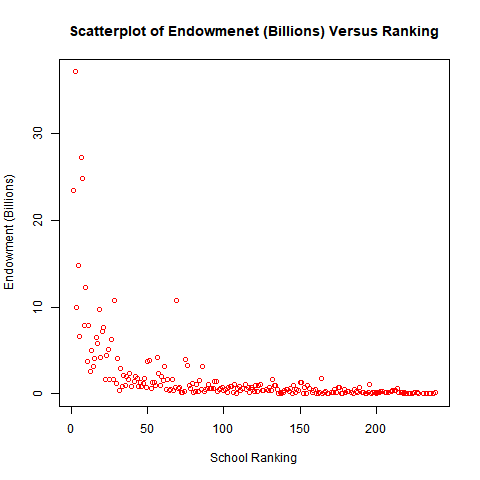 Scatterplot of Endowmenet (Billions) Versus Ranking
30
20
10
0
Endowment (Billions)
0 50 100 150 200
School Ranking